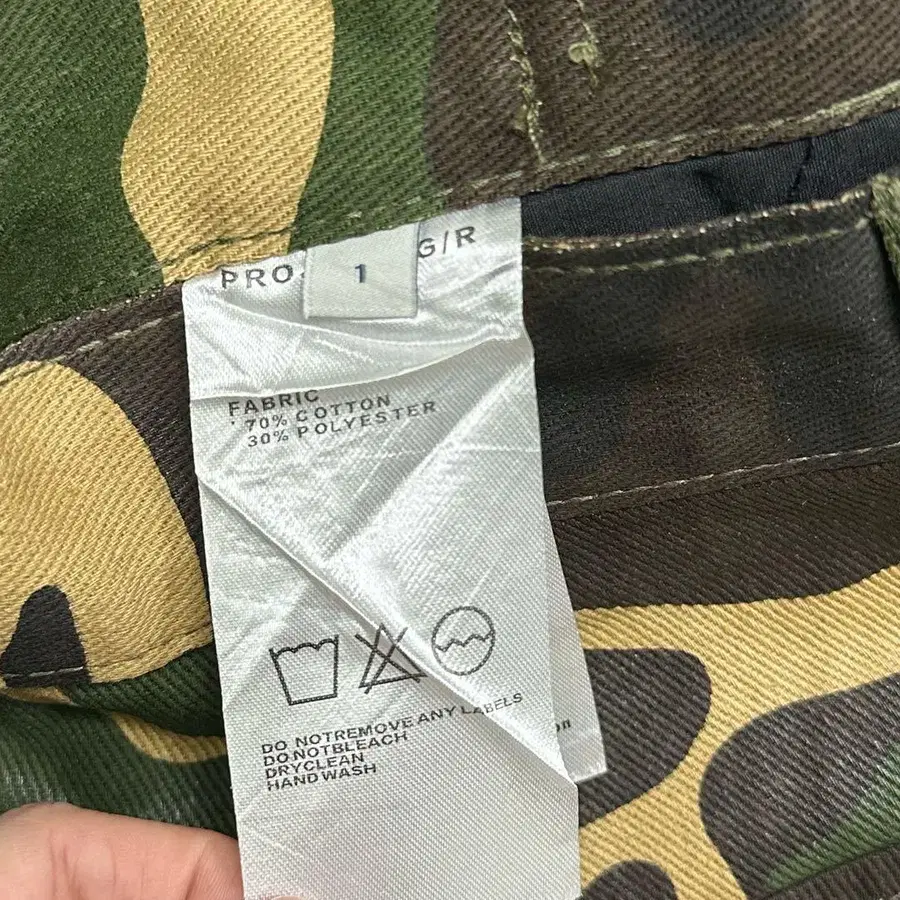 PRO
G/R
1
FABRIC
70% COTTON
30% POLYESTER
DO NOTREMOVE ANY LABELS
DO NOTBLEACH
DRYCLEAN
HAND WASH